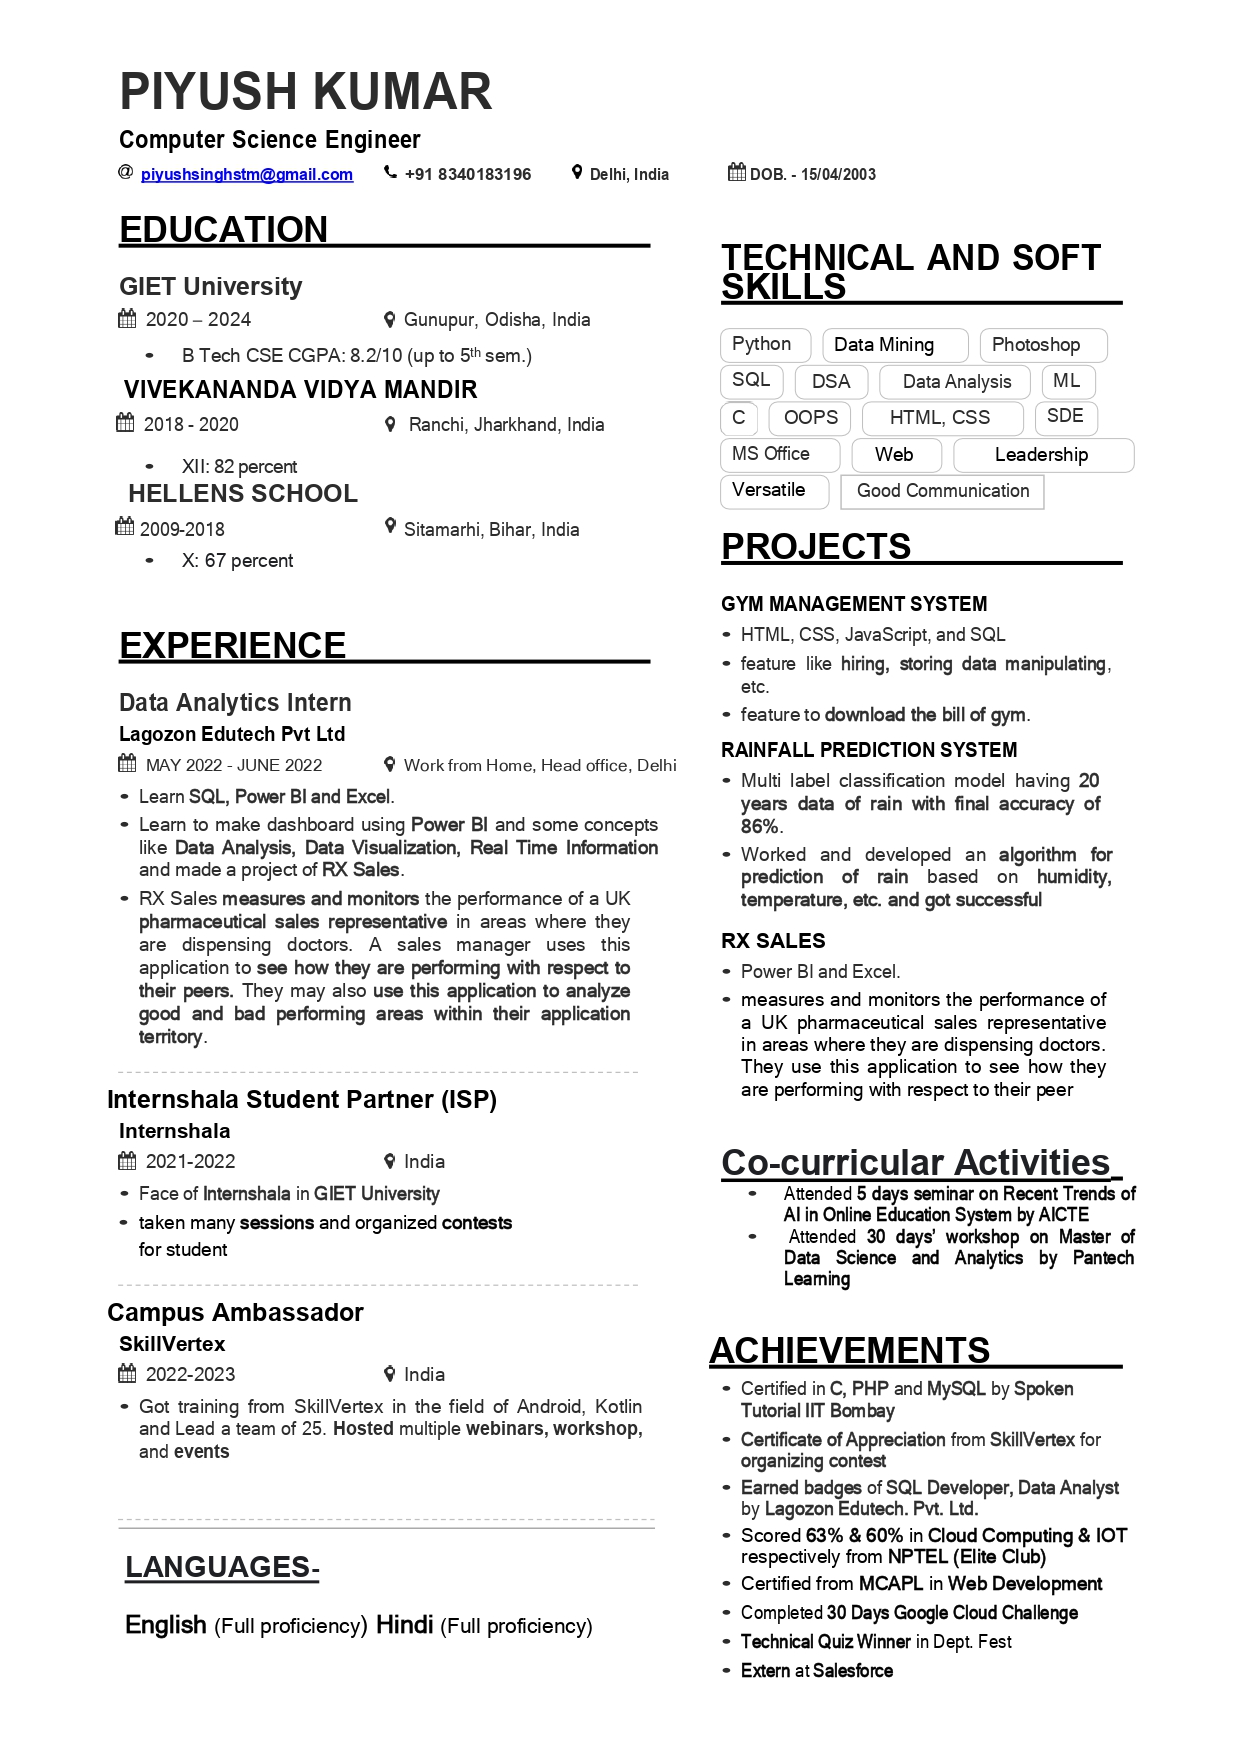 PIYUSH KUMAR
Computer Science Engineer
piyushsinghstm@gmail.com +91 8340183196 Delhi, India DOB. - 15/04/2003
EDUCATION
GIET University
2020 – 2024 Gunupur, Odisha, India
• B Tech CSE CGPA: 8.2/10 (up to 5th sem.)
VIVEKANANDA VIDYA MANDIR
2018 - 2020 Ranchi, Jharkhand, India
• XII: 82 percent
HELLENS SCHOOL
2009-2018 Sitamarhi, Bihar, India
• X: 67 percent
EXPERIENCE
Data Analytics Intern
Lagozon Edutech Pvt Ltd
MAY 2022 - JUNE 2022 Work from Home, Head office, Delhi
• Learn SQL, Power BI and Excel.
• Learn to make dashboard using Power BI and some concepts
like Data Analysis, Data Visualization, Real Time Information
and made a project of RX Sales.
• RX Sales measures and monitors the performance of a UK
pharmaceutical sales representative in areas where they
are dispensing doctors. A sales manager uses this
application to see how they are performing with respect to
their peers. They may also use this application to analyze
good and bad performing areas within their application
territory.
Internshala Student Partner (ISP)
Internshala
2021-2022 India
• Face of Internshala in GIET University
• taken many sessions and organized contests
for student
Campus Ambassador
SkillVertex
2022-2023 India
• Got training from SkillVertex in the field of Android, Kotlin
and Lead a team of 25. Hosted multiple webinars, workshop,
and events
LANGUAGES-
English (Full proficiency) Hindi (Full proficiency)
TECHNICAL AND SOFT
SKILLS
Python Data Mining Photoshop
SQL DSA Data Analysis ML
C OOPS HTML, CSS SDE
MS Office Web Leadership
Versatile Good Communication
PROJECTS
GYM MANAGEMENT SYSTEM
• HTML, CSS, JavaScript, and SQL
• feature like hiring, storing data manipulating,
etc.
• feature to download the bill of gym.
RAINFALL PREDICTION SYSTEM
• Multi label classification model having 20
years data of rain with final accuracy of
86%.
• Worked and developed an algorithm for
prediction of rain based on humidity,
temperature, etc. and got successful
RX SALES
• Power BI and Excel.
• measures and monitors the performance of
a UK pharmaceutical sales representative
in areas where they are dispensing doctors.
They use this application to see how they
are performing with respect to their peer
Co-curricular Activities
• Attended 5 days seminar on Recent Trends of
AI in Online Education System by AICTE
• Attended 30 days’ workshop on Master of
Data Science and Analytics by Pantech
Learning
ACHIEVEMENTS
• Certified in C, PHP and MySQL by Spoken
Tutorial IIT Bombay
• Certificate of Appreciation from SkillVertex for
organizing contest
• Earned badges of SQL Developer, Data Analyst
by Lagozon Edutech. Pvt. Ltd.
• Scored 63% & 60% in Cloud Computing & IOT
respectively from NPTEL (Elite Club)
• Certified from MCAPL in Web Development
• Completed 30 Days Google Cloud Challenge
• Technical Quiz Winner in Dept. Fest
• Extern at Salesforce